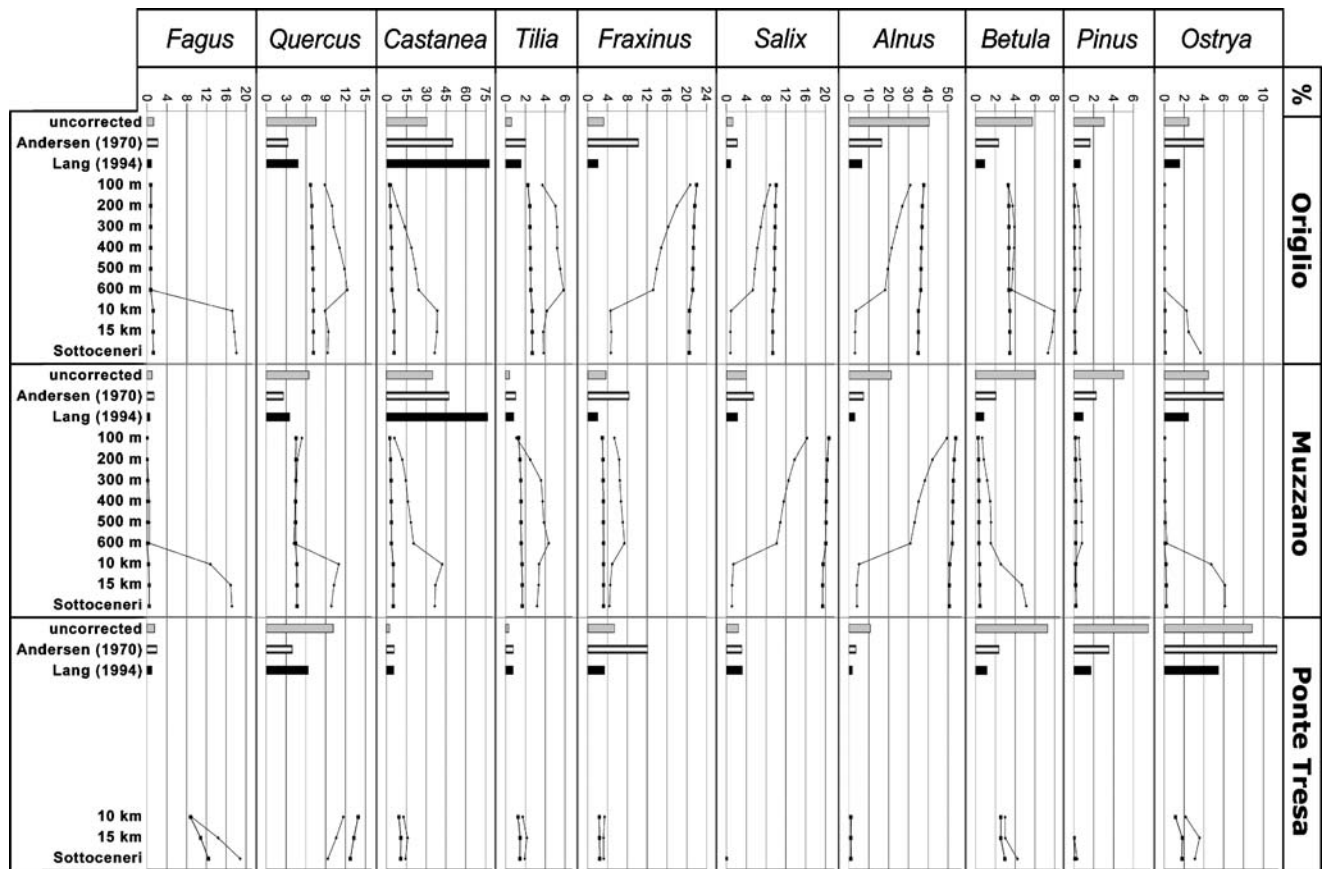 Fagus Quercus Castanea Tilia Fraxinus Salix Alnus Betula Pinus Ostrya
0 4 8 12 16 20 0 3 6 9 12 15 0 15 30 45 60 75 0 2 4 6 0 4 8 12 16 20 24 0 4 8 12 16 20 0 10 20 30 40 50 0 2 4 6 8 0 2 4 6 0 2 4 6 8 10 %
uncorrected
Andersen (1970)
Lang (1994)
100 m
200 m
300 m
400 m
500 m
600 m
10 km
15 km
Sottoceneri
Origlio
uncorrected
Andersen (1970)
Lang (1994)
100 m
200 m
300 m
400 m
500 m
600 m
10 km
15 km
Sottoceneri
Muzzano
uncorrected
Andersen (1970)
Lang (1994)
10 km
15 km
Sottoceneri
Ponte Tresa